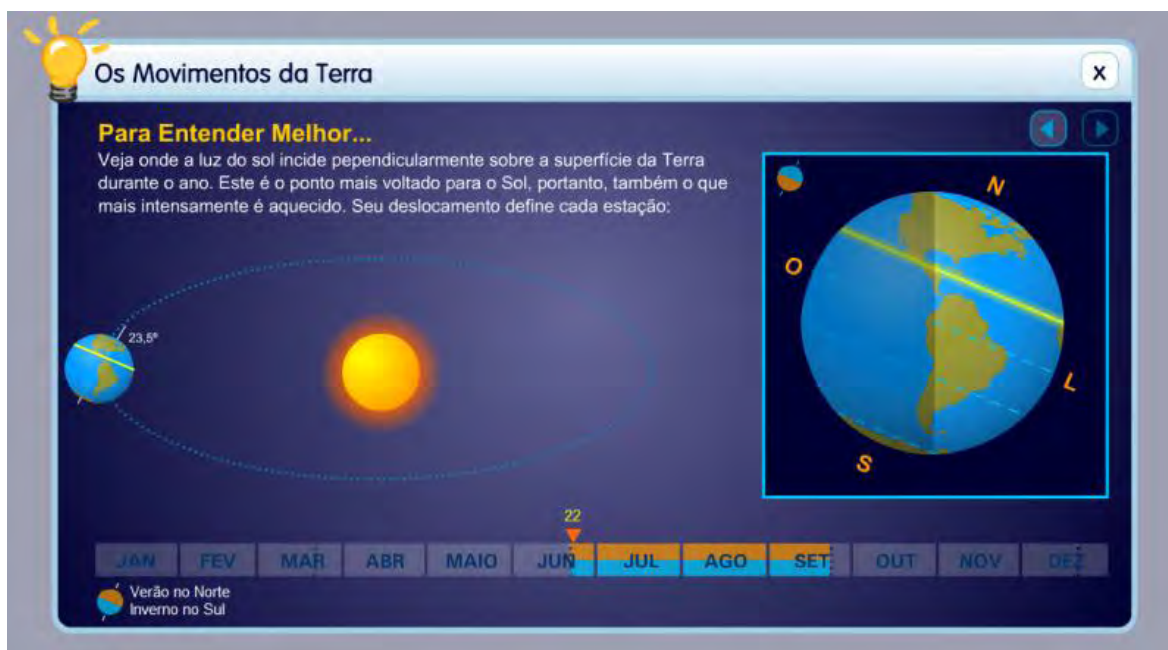 Os Movimentos da Terra
x
Para Entender Melhor...
Veja onde a luz do sol incide pependicularmente sobre a superfície da Terra
durante o ano. Este é o ponto mais voltado para o Sol, portanto, também o que
mais intensamente é aquecido. Seu deslocamento define cada estação:
N
O
L
S
23,5º
22
JAN FEV MAR ABR MAIO JUN JUL AGO SET OUT NOV DEZ
Verão no Norte
Inverno no Sul